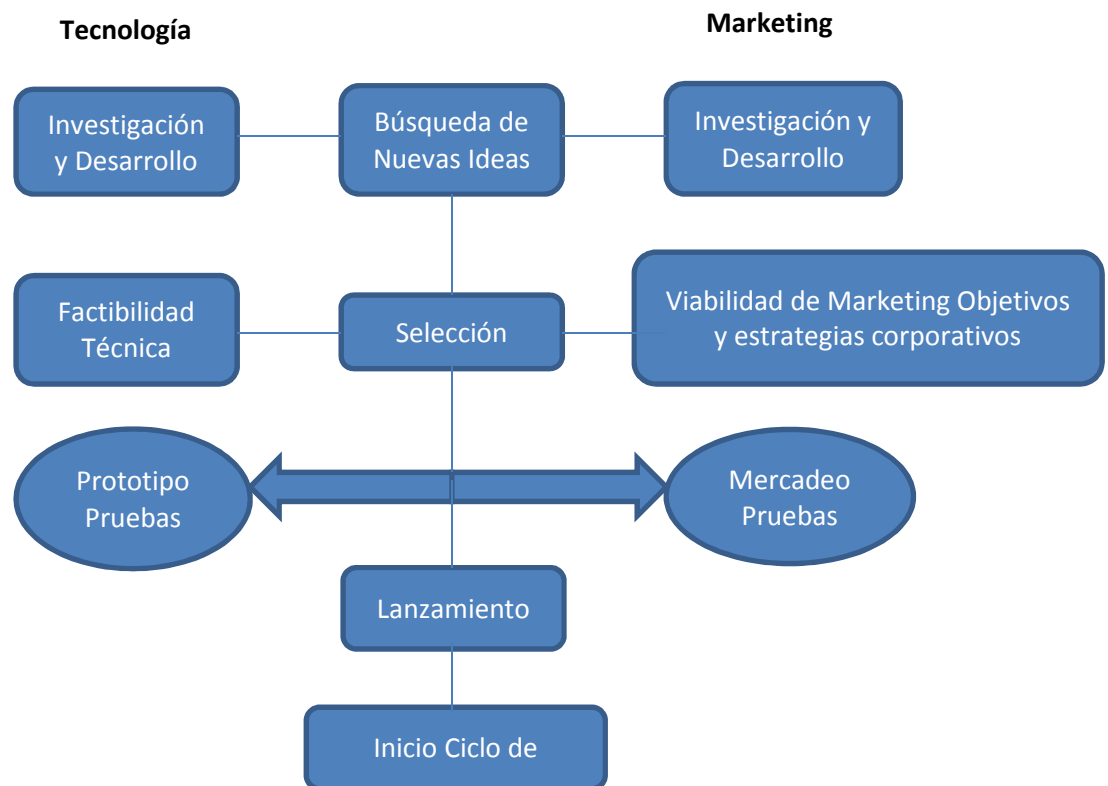 Tecnología
Marketing
Investigación
y Desarrollo
Búsqueda de
Nuevas Ideas
Investigación y
Desarrollo
Factibilidad
Técnica
Selección
Viabilidad de Marketing Objetivos
y estrategias corporativos
Prototipo
Pruebas
Mercadeo
Pruebas
Lanzamiento
Inicio Ciclo de